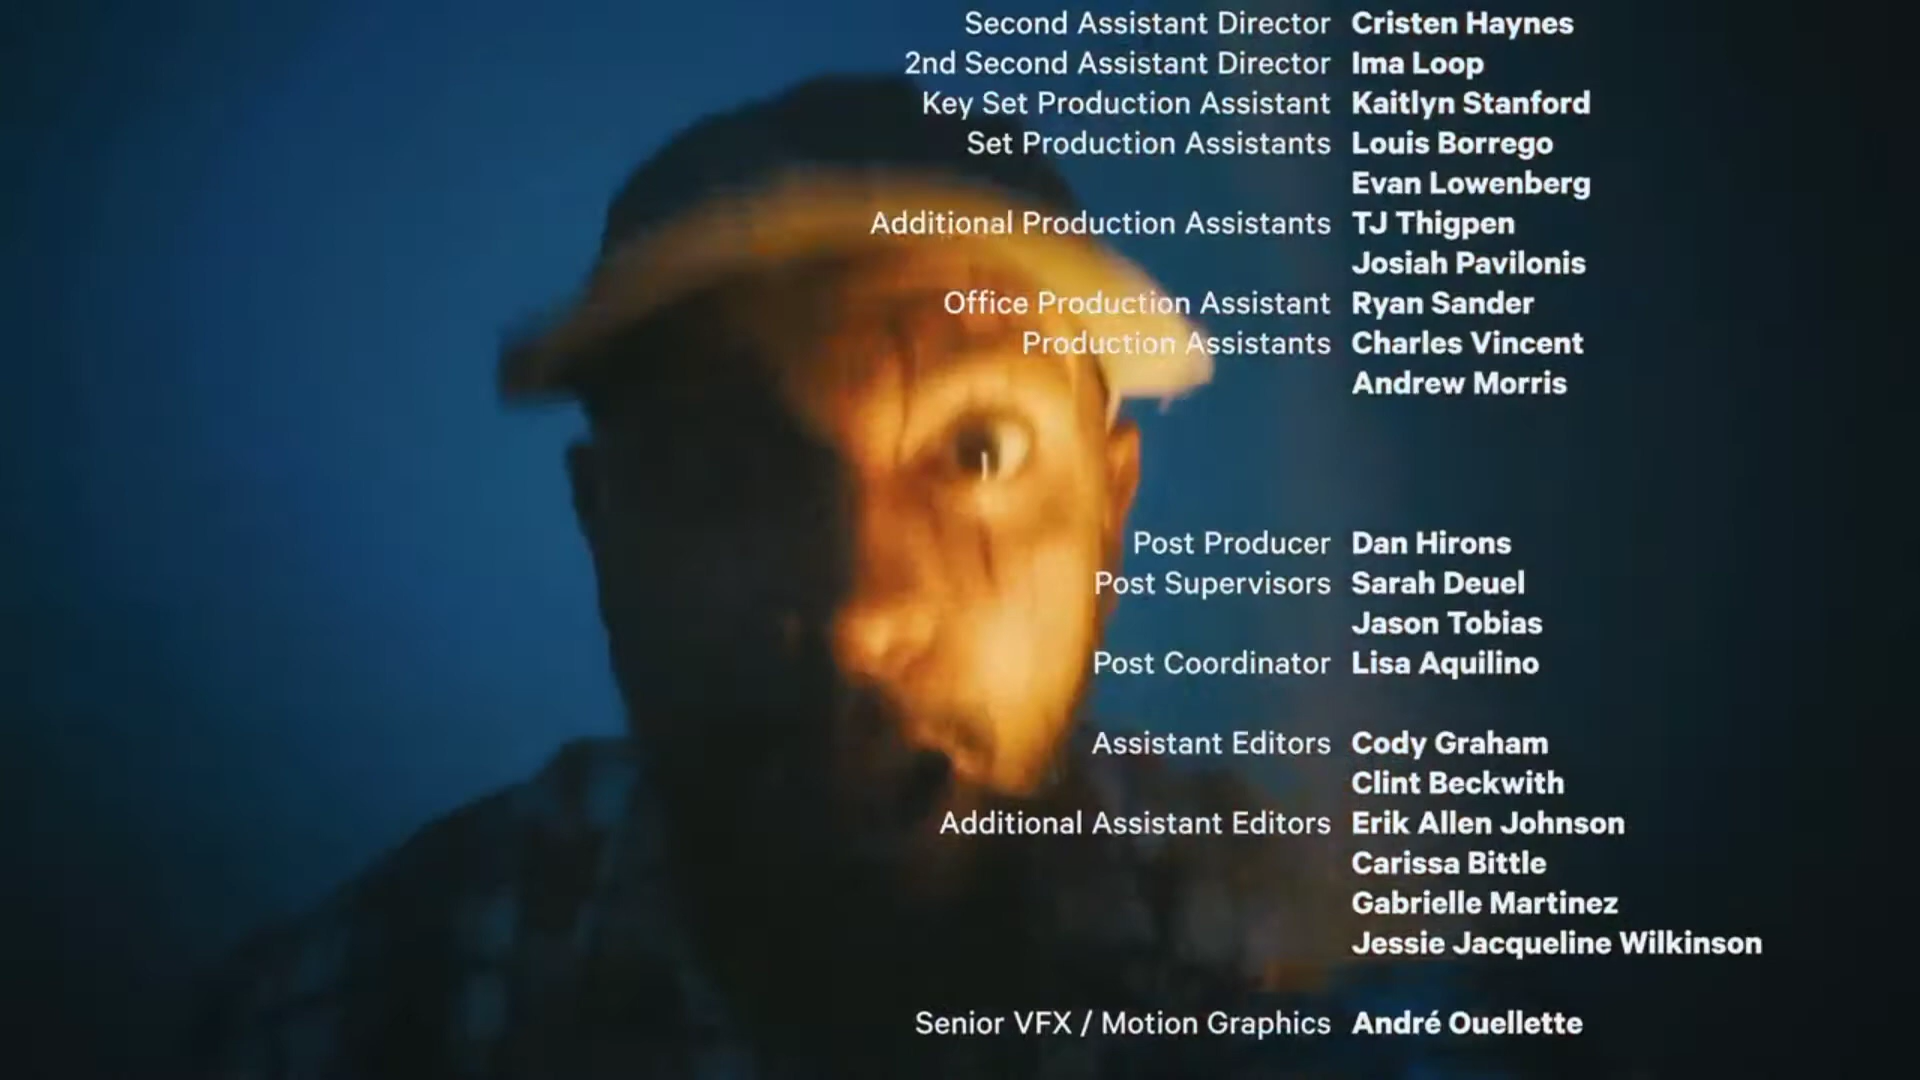 Second Assistant Director Cristen Haynes
2nd Second Assistant Director Ima Loop
Key Set Production Assistant Kaitlyn Stanford
Set Production Assistants Louis Borrego
Evan Lowenberg
Additional Production Assistants TJ Thigpen
Josiah Pavilonis
Office Production Assistant Ryan Sander
Production Assistants Charles Vincent
Andrew Morris
Post Producer Dan Hirons
Post Supervisors Sarah Deuel
Jason Tobias
Post Coordinator Lisa Aquilino
Assistant Editors Cody Graham
Clint Beckwith
Additional Assistant Editors Erik Allen Johnson
Carissa Bittle
Gabrielle Martinez
Jessie Jacqueline Wilkinson
Senior VFX / Motion Graphics André Ouellette